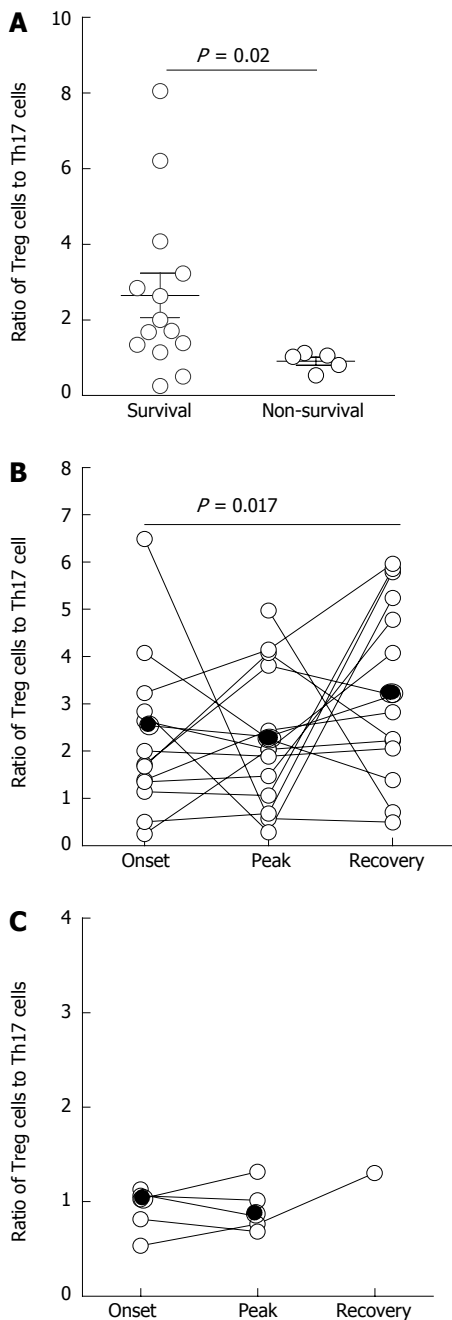 A
Ratio of Treg cells to Th17 cells
10
8
6
4
2
0
P = 0.02
Survival
Non-survival
B
Ratio of Treg cells to Th17 cell
8
7
6
5
4
3
2
1
0
P = 0.017
Onset
Peak
Recovery
C
Ratio of Treg cells to Th17 cells
4
3
2
1
0
Onset
Peak
Recovery